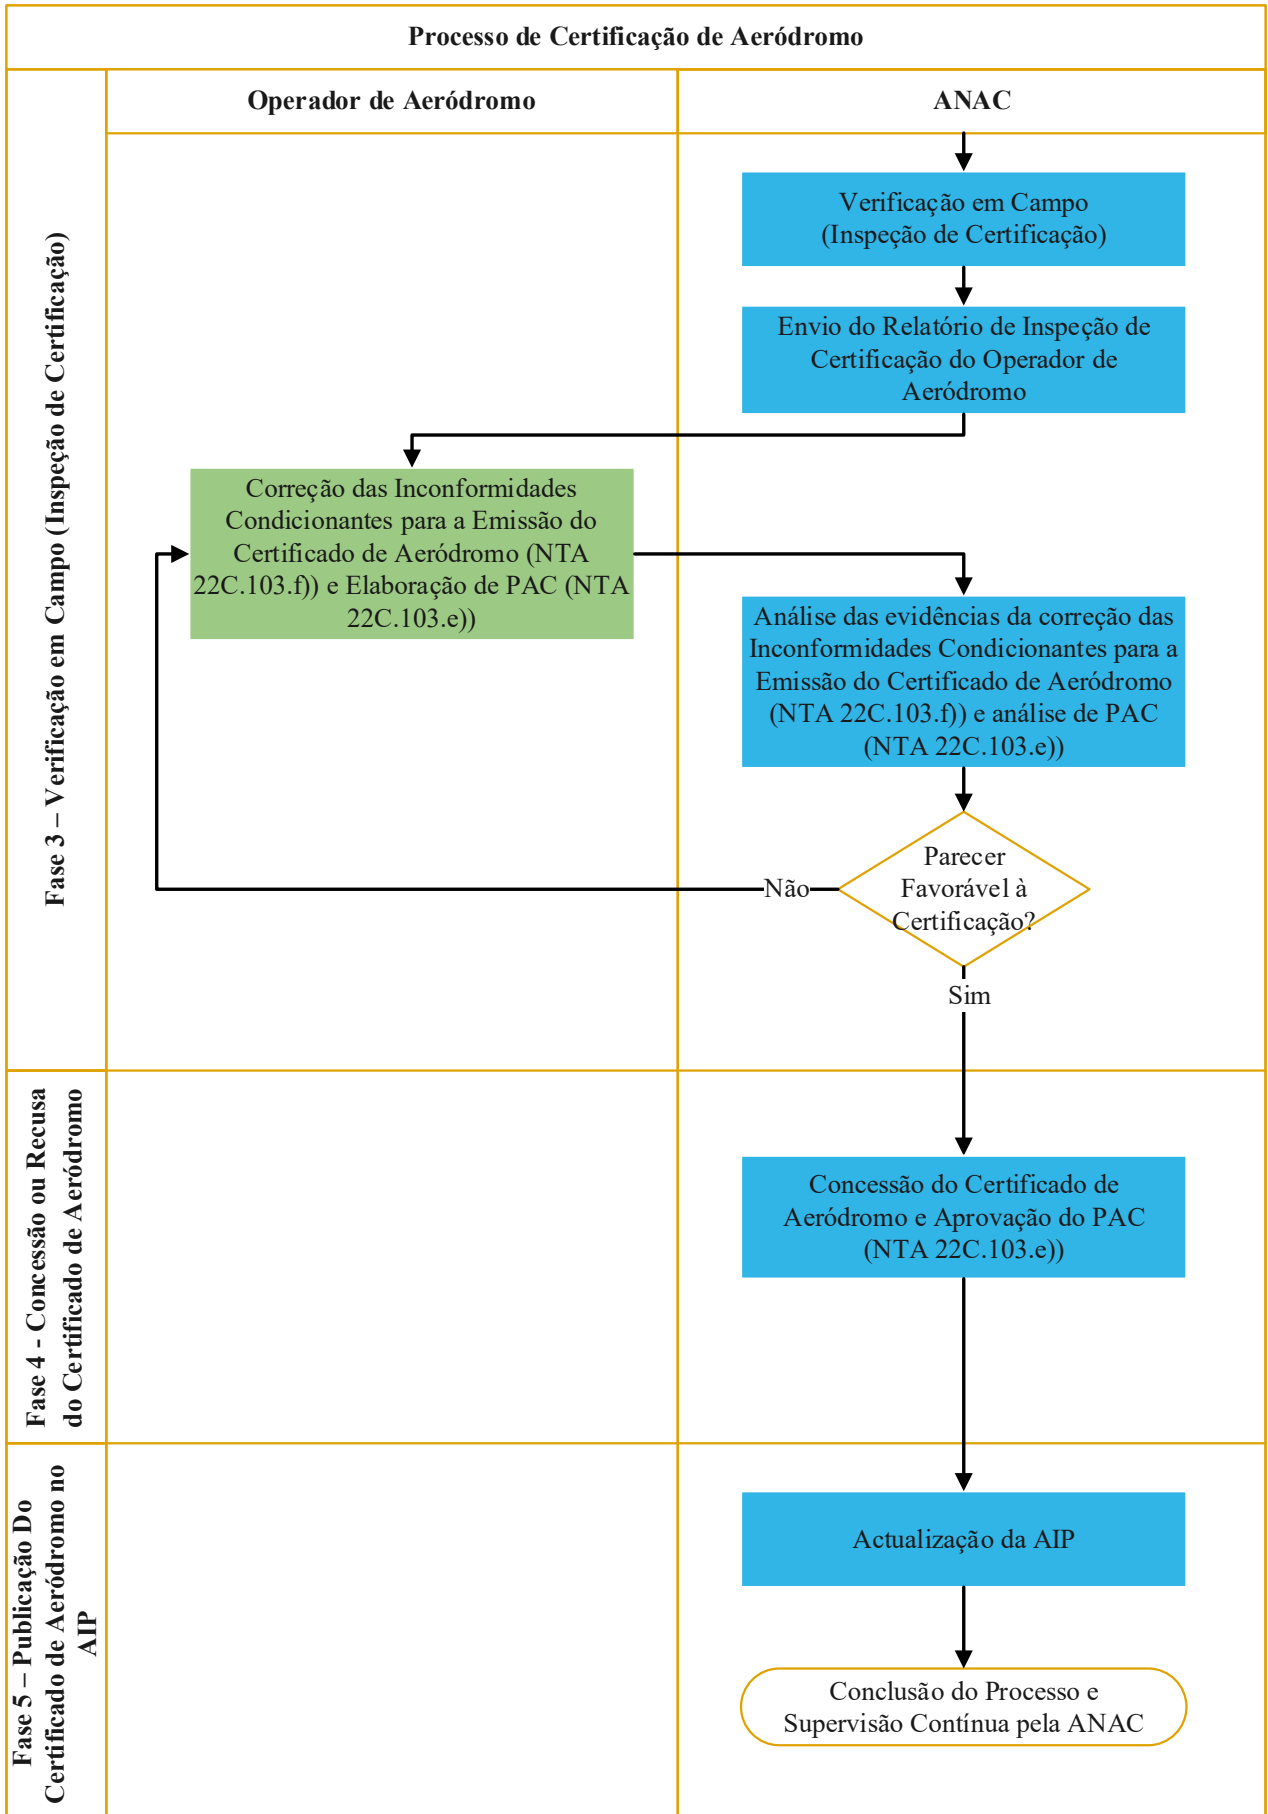 Processo de Certificação de Aeródromo
Operador de Aeródromo
ANAC
Fase 3 – Verificação em Campo (Inspeção de Certificação)
Verificação em Campo
(Inspeção de Certificação)
Envio do Relatório de Inspeção de
Certificação do Operador de
Aeródromo
Correção das Inconformidades
Condicionantes para a Emissão do
Certificado de Aeródromo (NTA
22C.103.f)) e Elaboração de PAC (NTA
22C.103.e))
Análise das evidências da correção das
Inconformidades Condicionantes para a
Emissão do Certificado de Aeródromo
(NTA 22C.103.f)) e análise de PAC
(NTA 22C.103.e))
Parecer
Favorável à
Certificação?
Não
Sim
Fase 4 - Concessão ou Recusa
do Certificado de Aeródromo
Concessão do Certificado de
Aeródromo e Aprovação do PAC
(NTA 22C.103.e))
Fase 5 – Publicação Do
Certificado de Aeródromo no
AIP
Actualização da AIP
Conclusão do Processo e
Supervisão Contínua pela ANAC